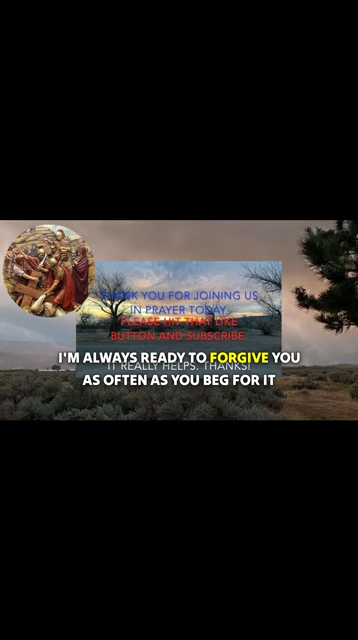 THANK YOU FOR JOINING US
IN PRAYER TODAY.
PLEASE HIT THAT LIKE
BUTTON AND SUBSCRIBE.
IT REALLY HELPS. THANKS!
I'M ALWAYS READY TO FORGIVE YOU
AS OFTEN AS YOU BEG FOR IT